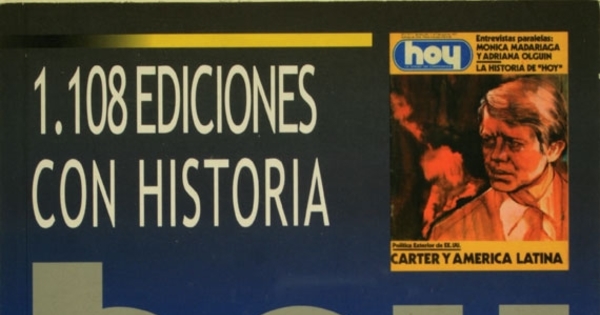 1.108 EDICIONES
CON HISTORIA
Entrevistas paralelas:
MONICA MADARIAGA
Y ADRIANA OLGUIN
LA HISTORIA DE "HOY"
hoy
Política Exterior de EE.UU.
CARTER Y AMERICA LATINA